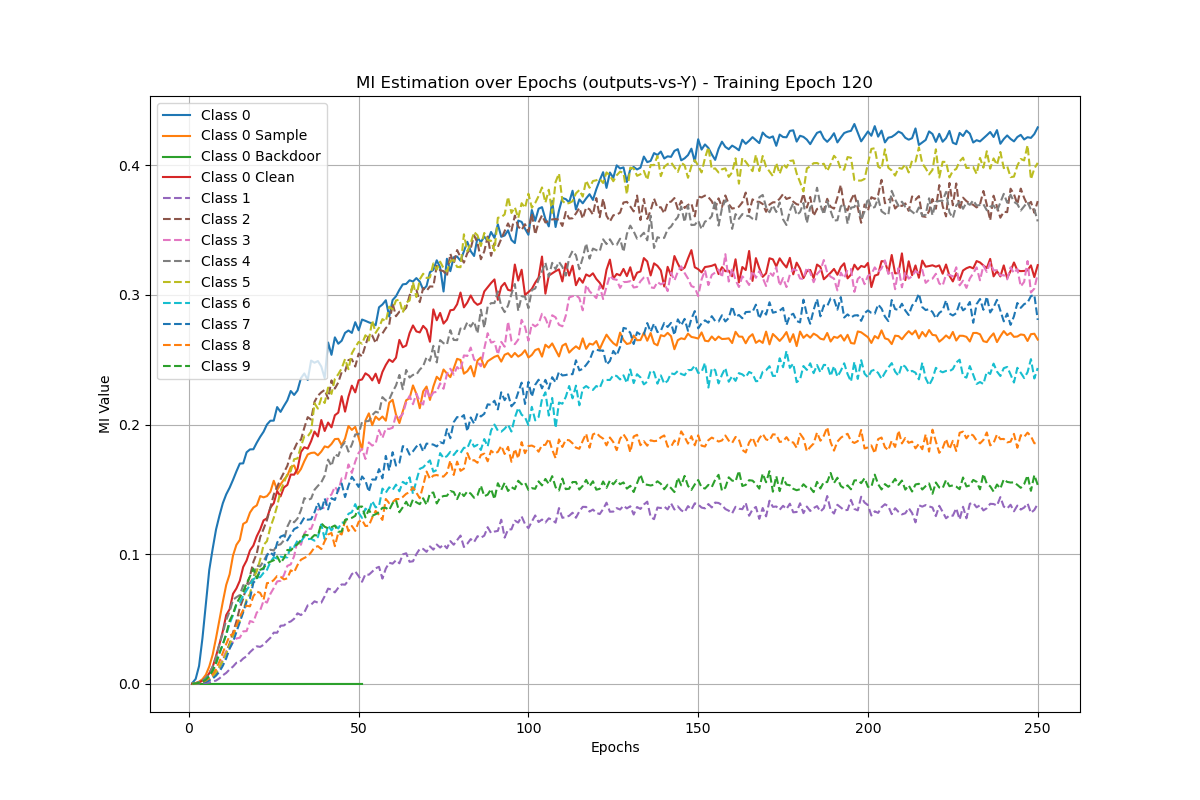 MI Estimation over Epochs (outputs-vs-Y) - Training Epoch 120
Class 0
Class 0 Sample
Class 0 Backdoor
Class 0 Clean
Class 1
Class 2
Class 3
Class 4
Class 5
Class 6
Class 7
Class 8
Class 9
MI Value
0.4
0.3
0.2
0.1
0.0
0 50 100 150 200 250
Epochs